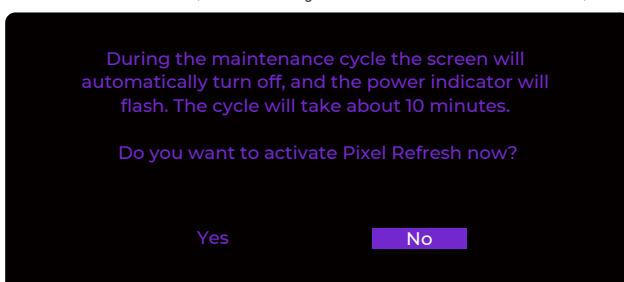 During the maintenance cycle the screen will
automatically turn off, and the power indicator will
flash. The cycle will take about 10 minutes.
Do you want to activate Pixel Refresh now?
Yes
No